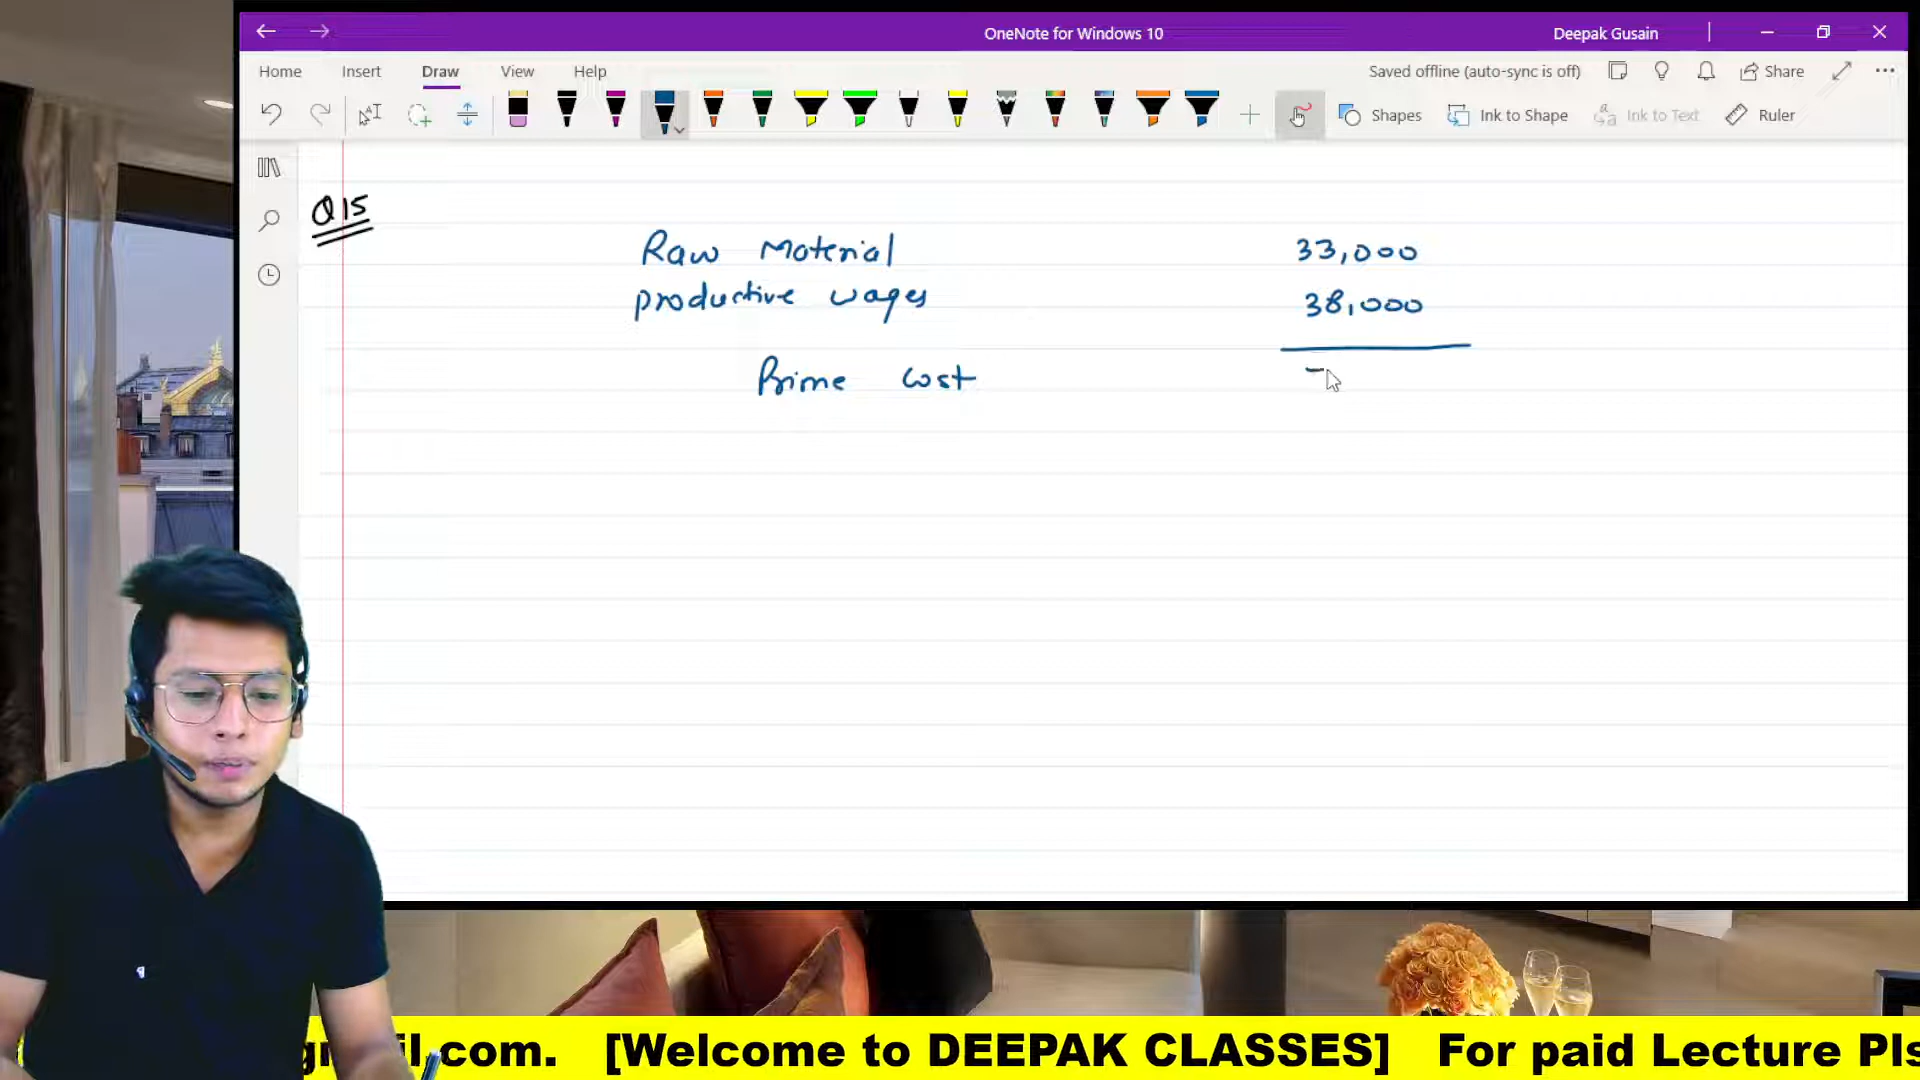 OneNote for Windows 10
Deepak Gusain
Home Insert Draw View Help
Saved offline (auto-sync is off)
Share
Shapes
Ink to Shape
Ink to Text
Ruler
Q15
Raw Material 33,000
productive wages 38,000
Prime Cost
.com. [Welcome to DEEPAK CLASSES] For paid Lecture Pls